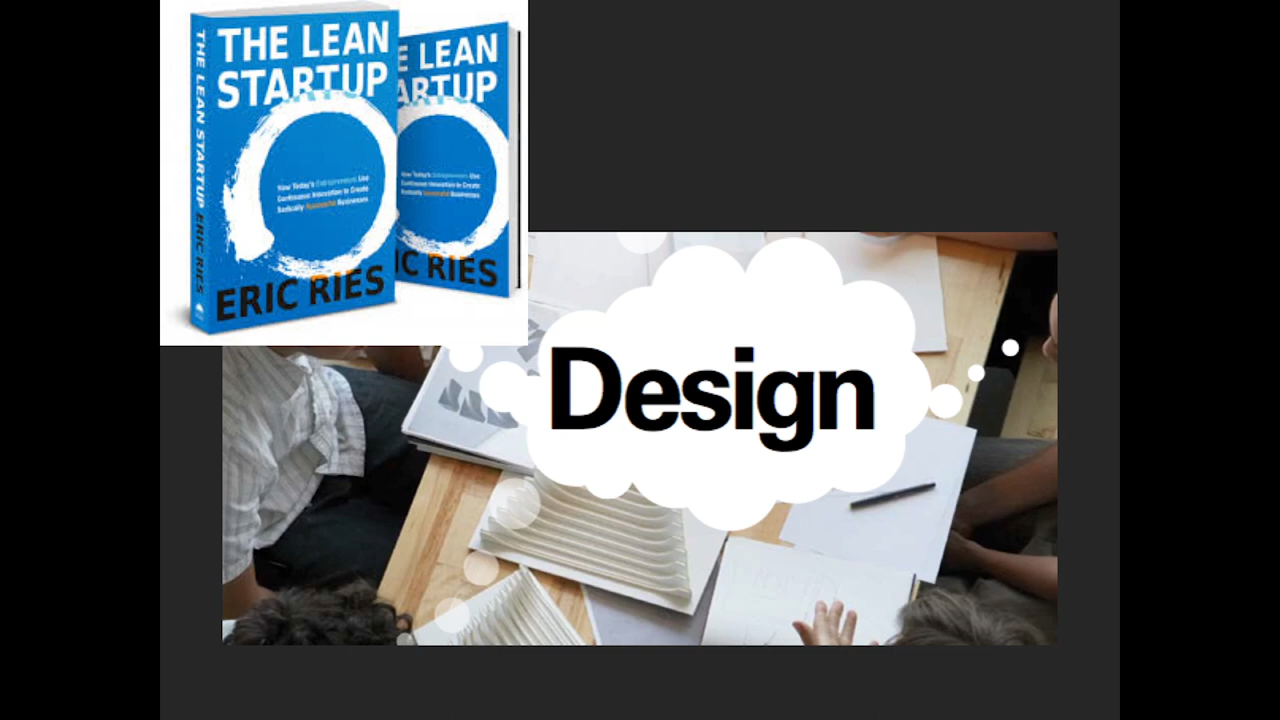 THE LEAN STARTUP ERIC RIES
THE LEAN
STARTUP
How Today's Entrepreneurs Use
Continuous Innovation to Create
Radically Successful Businesses
ERIC RIES
E LEAN
ARTUP
How Today's Entrepreneurs Use
Continuous Innovation to Create
Radically Successful Businesses
IC RIES
Design